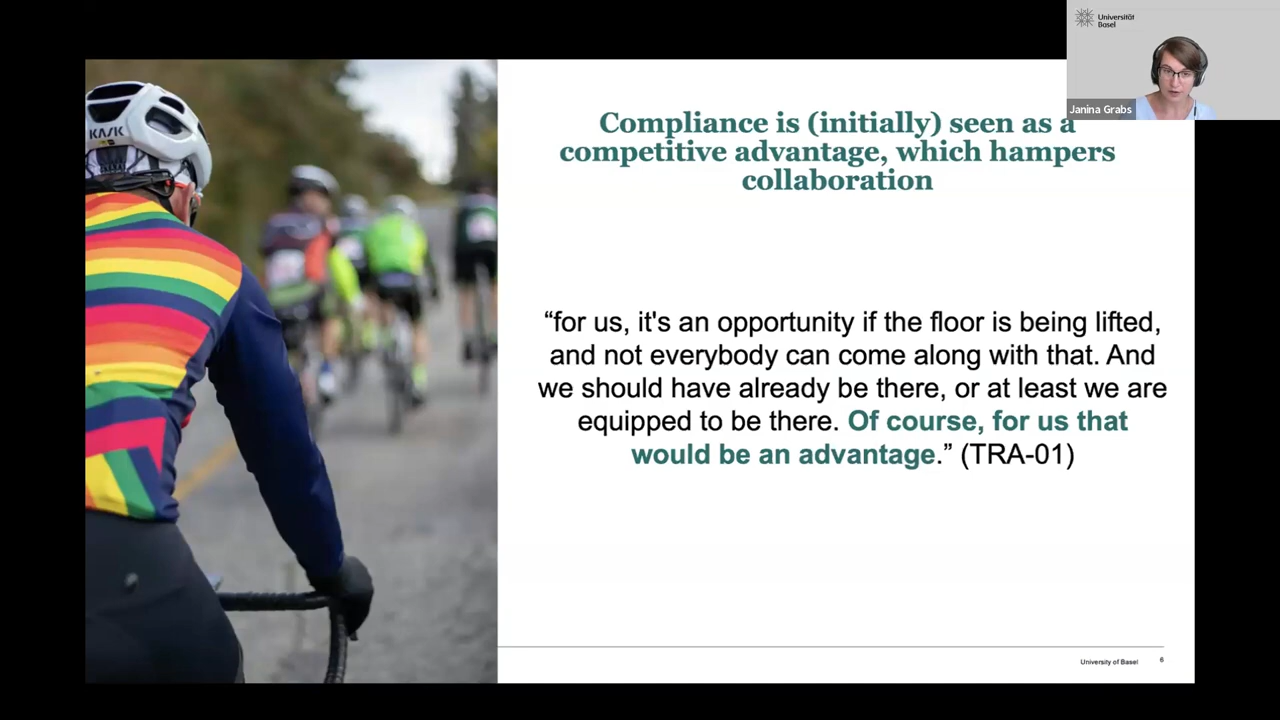 Universität
Basel
Janina Grabs
KASK
Compliance is (initially) seen as a
competitive advantage, which hampers
collaboration
“for us, it's an opportunity if the floor is being lifted,
and not everybody can come along with that. And
we should have already be there, or at least we are
equipped to be there. Of course, for us that
would be an advantage.” (TRA-01)
University of Basel
6